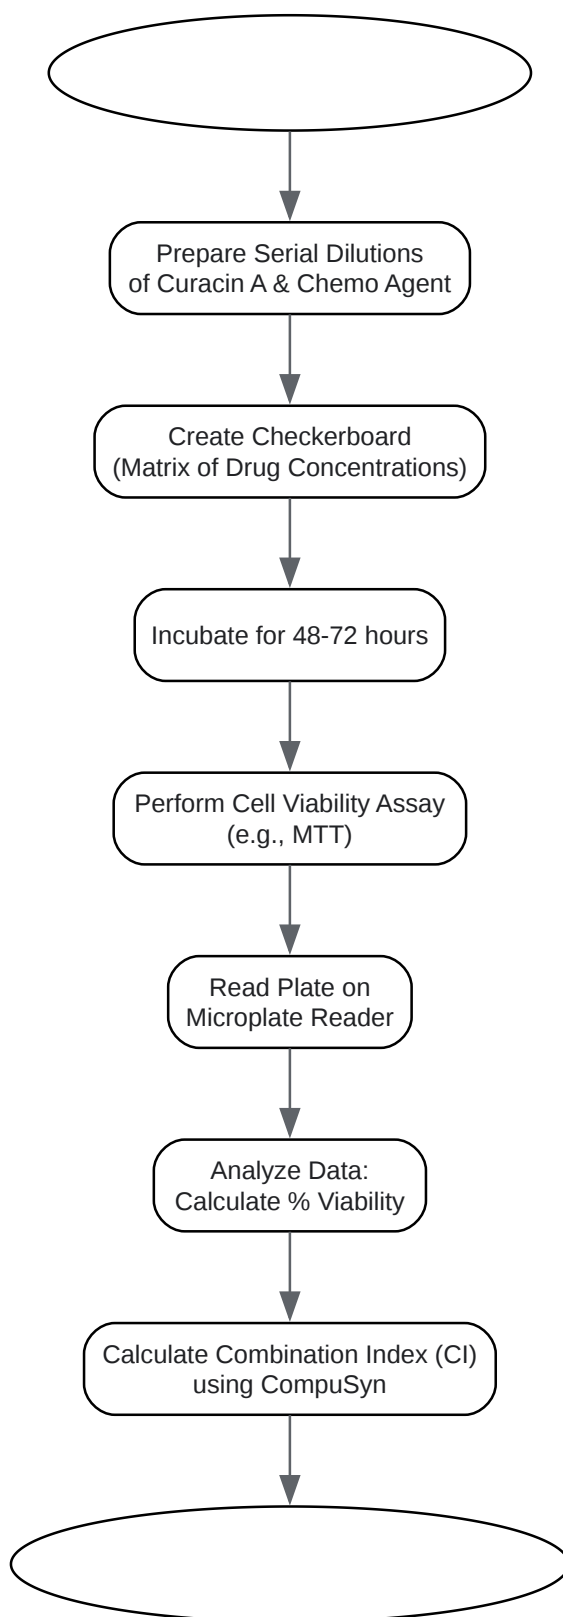 Prepare Serial Dilutions
of Curacin A & Chemo Agent
Create Checkerboard
(Matrix of Drug Concentrations)
Incubate for 48-72 hours
Perform Cell Viability Assay
(e.g., MTT)
Read Plate on
Microplate Reader
Analyze Data:
Calculate % Viability
Calculate Combination Index (CI)
using CompuSyn